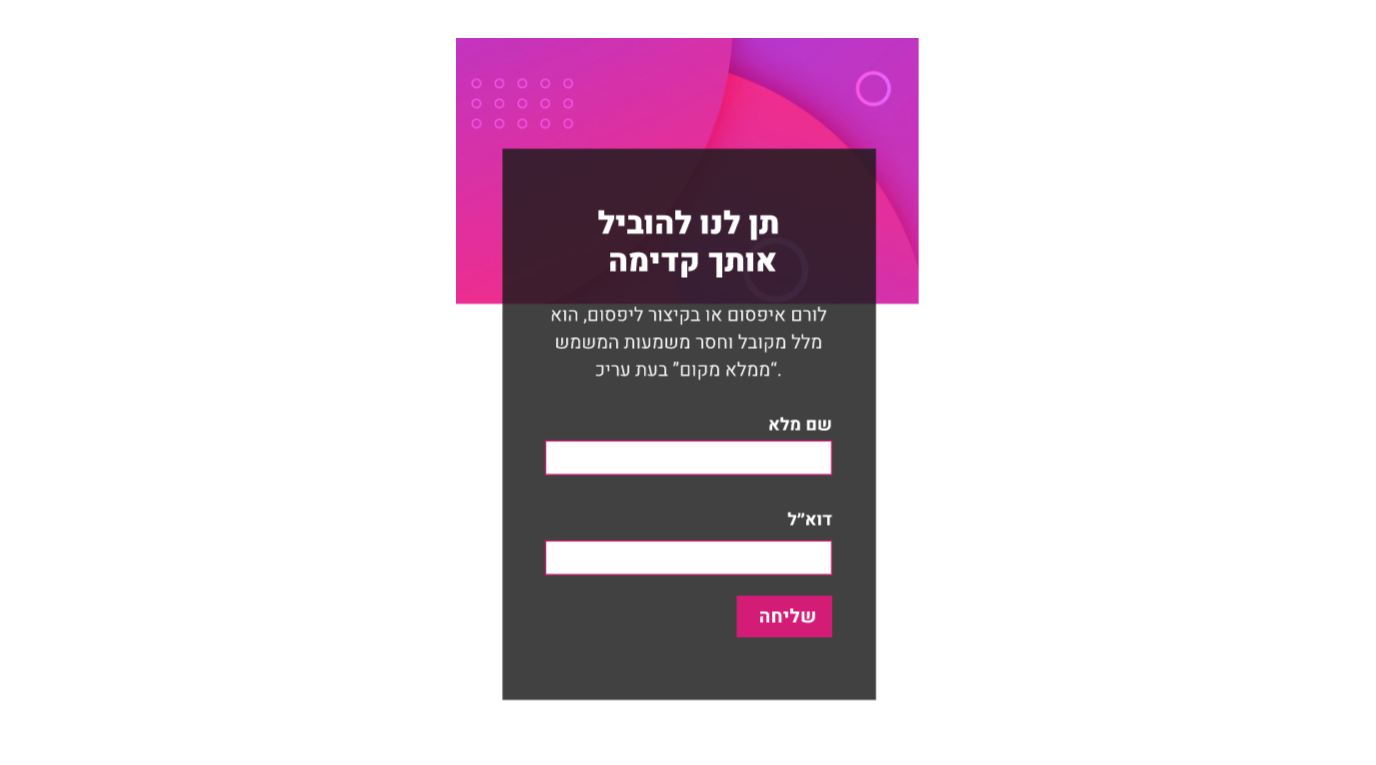 תן לנו להוביל
אותך קדימה
לורם איפסום או בקיצור ליפסום, הוא
מלל מקובל וחסר משמעות המשמש
“ממלא מקום” בעת עריכ.
שם מלא
דוא״ל
שליחה